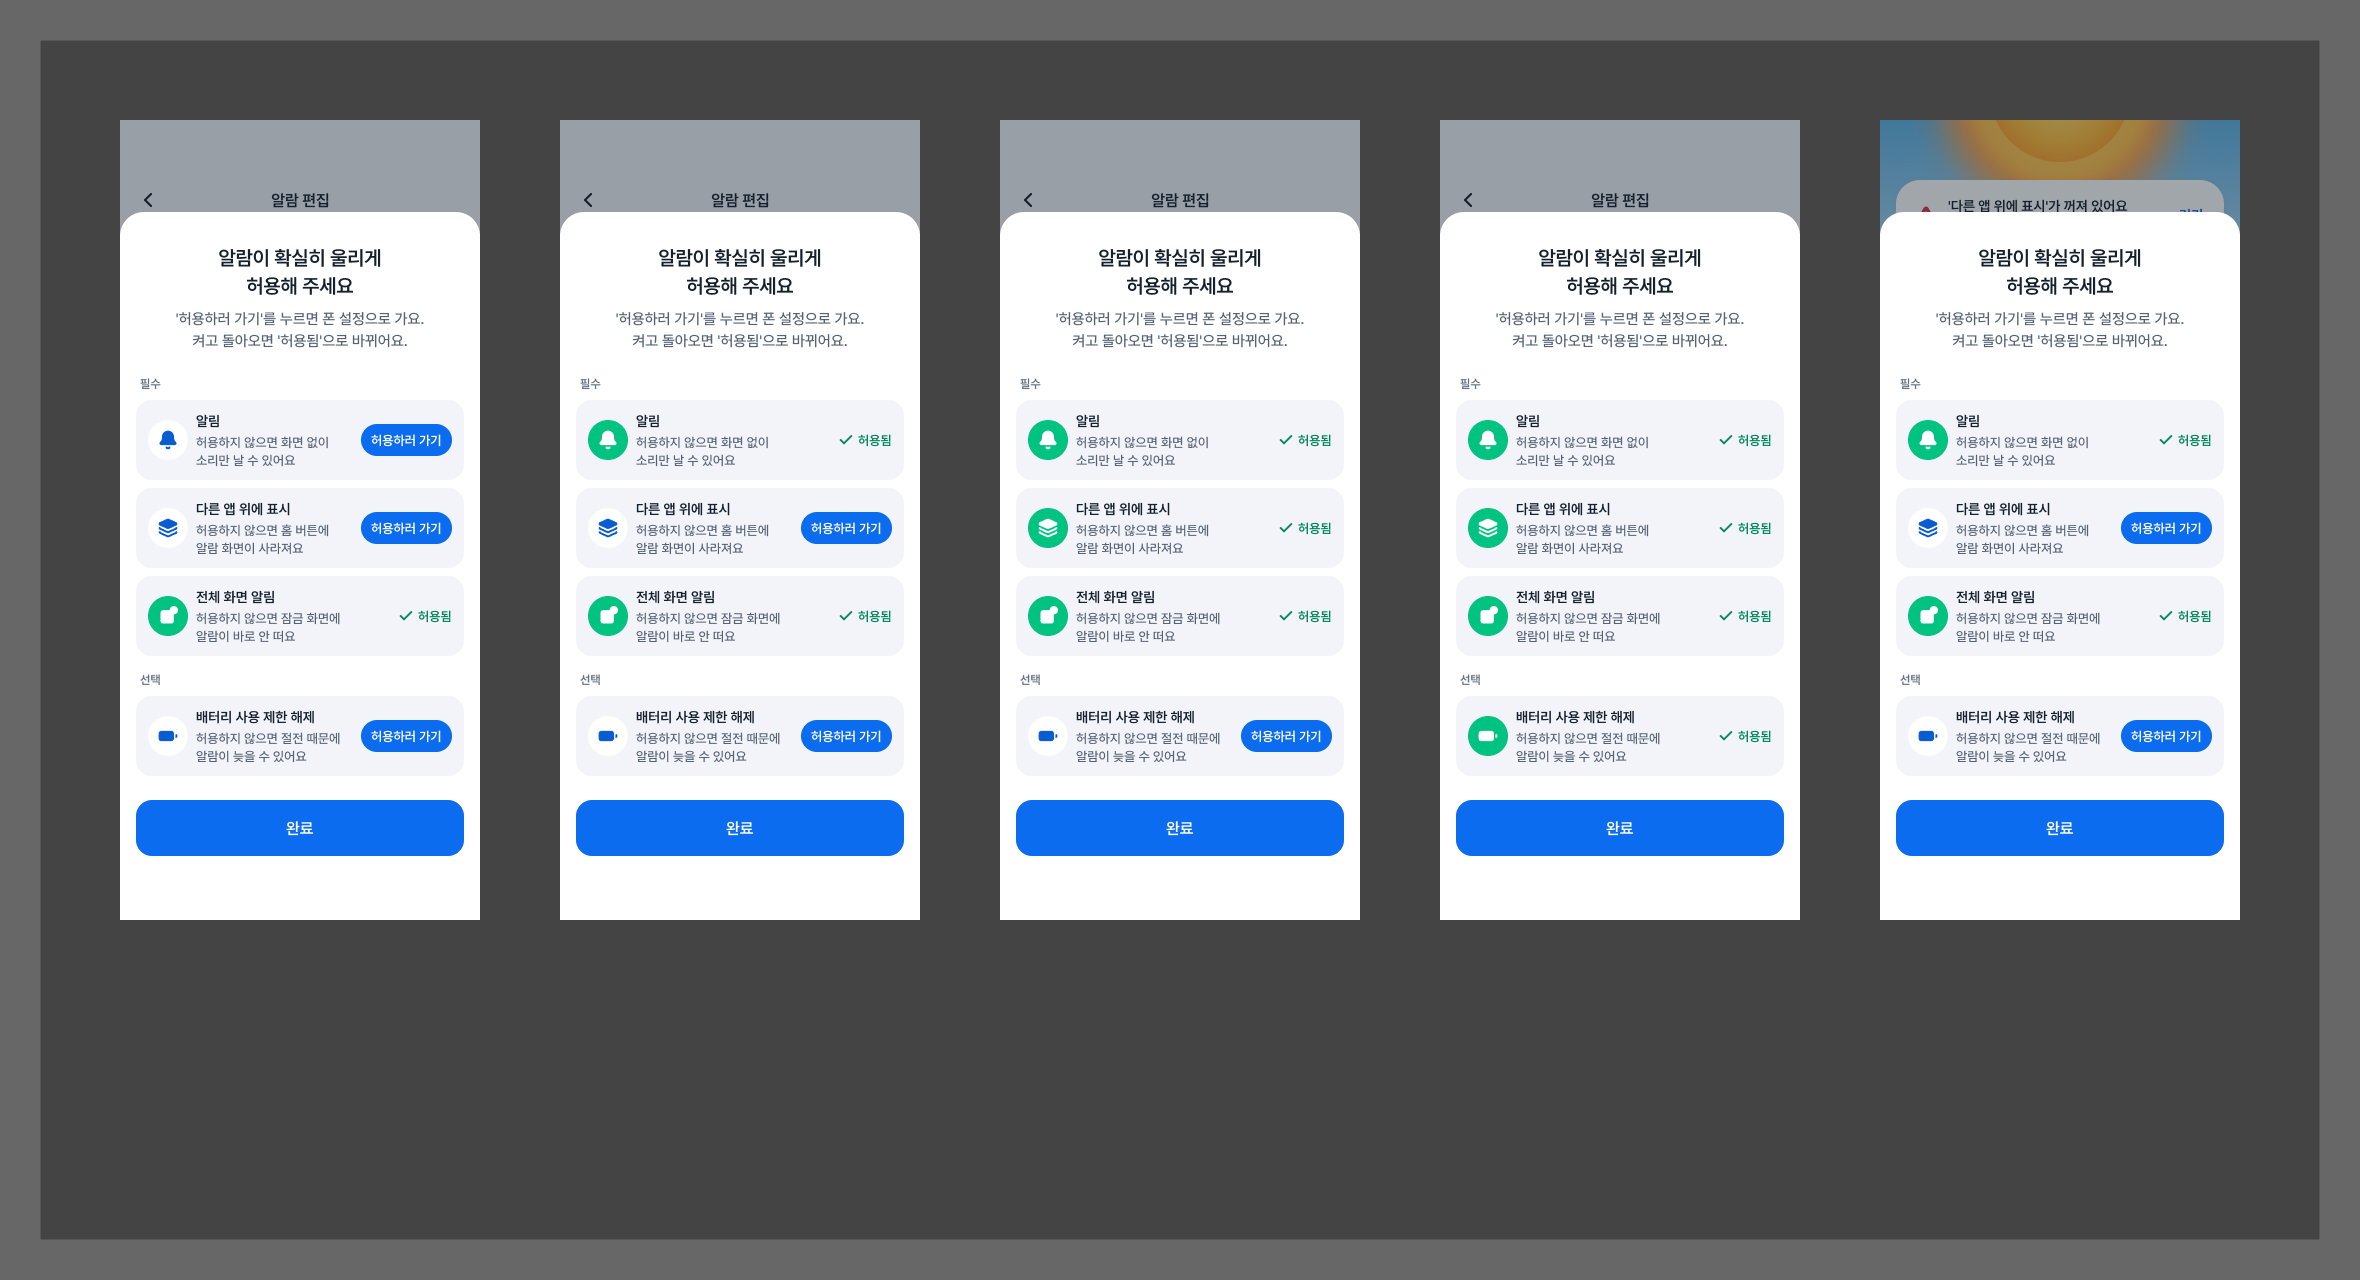 알람 편집
알람이 확실히 울리게
허용해 주세요
'허용하러 가기'를 누르면 폰 설정으로 가요.
켜고 돌아오면 '허용됨'으로 바뀌어요.
필수
알림
허용하지 않으면 화면 없이
소리만 날 수 있어요
허용하러 가기
다른 앱 위에 표시
허용하지 않으면 홈 버튼에
알람 화면이 사라져요
허용하러 가기
전체 화면 알림
허용하지 않으면 잠금 화면에
알람이 바로 안 떠요
허용됨
선택
배터리 사용 제한 해제
허용하지 않으면 절전 때문에
알람이 늦을 수 있어요
허용하러 가기
완료
알람 편집
알람이 확실히 울리게
허용해 주세요
'허용하러 가기'를 누르면 폰 설정으로 가요.
켜고 돌아오면 '허용됨'으로 바뀌어요.
필수
알림
허용하지 않으면 화면 없이
소리만 날 수 있어요
허용됨
다른 앱 위에 표시
허용하지 않으면 홈 버튼에
알람 화면이 사라져요
허용하러 가기
전체 화면 알림
허용하지 않으면 잠금 화면에
알람이 바로 안 떠요
허용됨
선택
배터리 사용 제한 해제
허용하지 않으면 절전 때문에
알람이 늦을 수 있어요
허용하러 가기
완료
알람 편집
알람이 확실히 울리게
허용해 주세요
'허용하러 가기'를 누르면 폰 설정으로 가요.
켜고 돌아오면 '허용됨'으로 바뀌어요.
필수
알림
허용하지 않으면 화면 없이
소리만 날 수 있어요
허용됨
다른 앱 위에 표시
허용하지 않으면 홈 버튼에
알람 화면이 사라져요
허용됨
전체 화면 알림
허용하지 않으면 잠금 화면에
알람이 바로 안 떠요
허용됨
선택
배터리 사용 제한 해제
허용하지 않으면 절전 때문에
알람이 늦을 수 있어요
허용하러 가기
완료
알람 편집
알람이 확실히 울리게
허용해 주세요
'허용하러 가기'를 누르면 폰 설정으로 가요.
켜고 돌아오면 '허용됨'으로 바뀌어요.
필수
알림
허용하지 않으면 화면 없이
소리만 날 수 있어요
허용됨
다른 앱 위에 표시
허용하지 않으면 홈 버튼에
알람 화면이 사라져요
허용됨
전체 화면 알림
허용하지 않으면 잠금 화면에
알람이 바로 안 떠요
허용됨
선택
배터리 사용 제한 해제
허용하지 않으면 절전 때문에
알람이 늦을 수 있어요
허용됨
완료
'다른 앱 위에 표시'가 꺼져 있어요
알람이 확실히 울리게
허용해 주세요
'허용하러 가기'를 누르면 폰 설정으로 가요.
켜고 돌아오면 '허용됨'으로 바뀌어요.
필수
알림
허용하지 않으면 화면 없이
소리만 날 수 있어요
허용됨
다른 앱 위에 표시
허용하지 않으면 홈 버튼에
알람 화면이 사라져요
허용하러 가기
전체 화면 알림
허용하지 않으면 잠금 화면에
알람이 바로 안 떠요
허용됨
선택
배터리 사용 제한 해제
허용하지 않으면 절전 때문에
알람이 늦을 수 있어요
허용하러 가기
완료